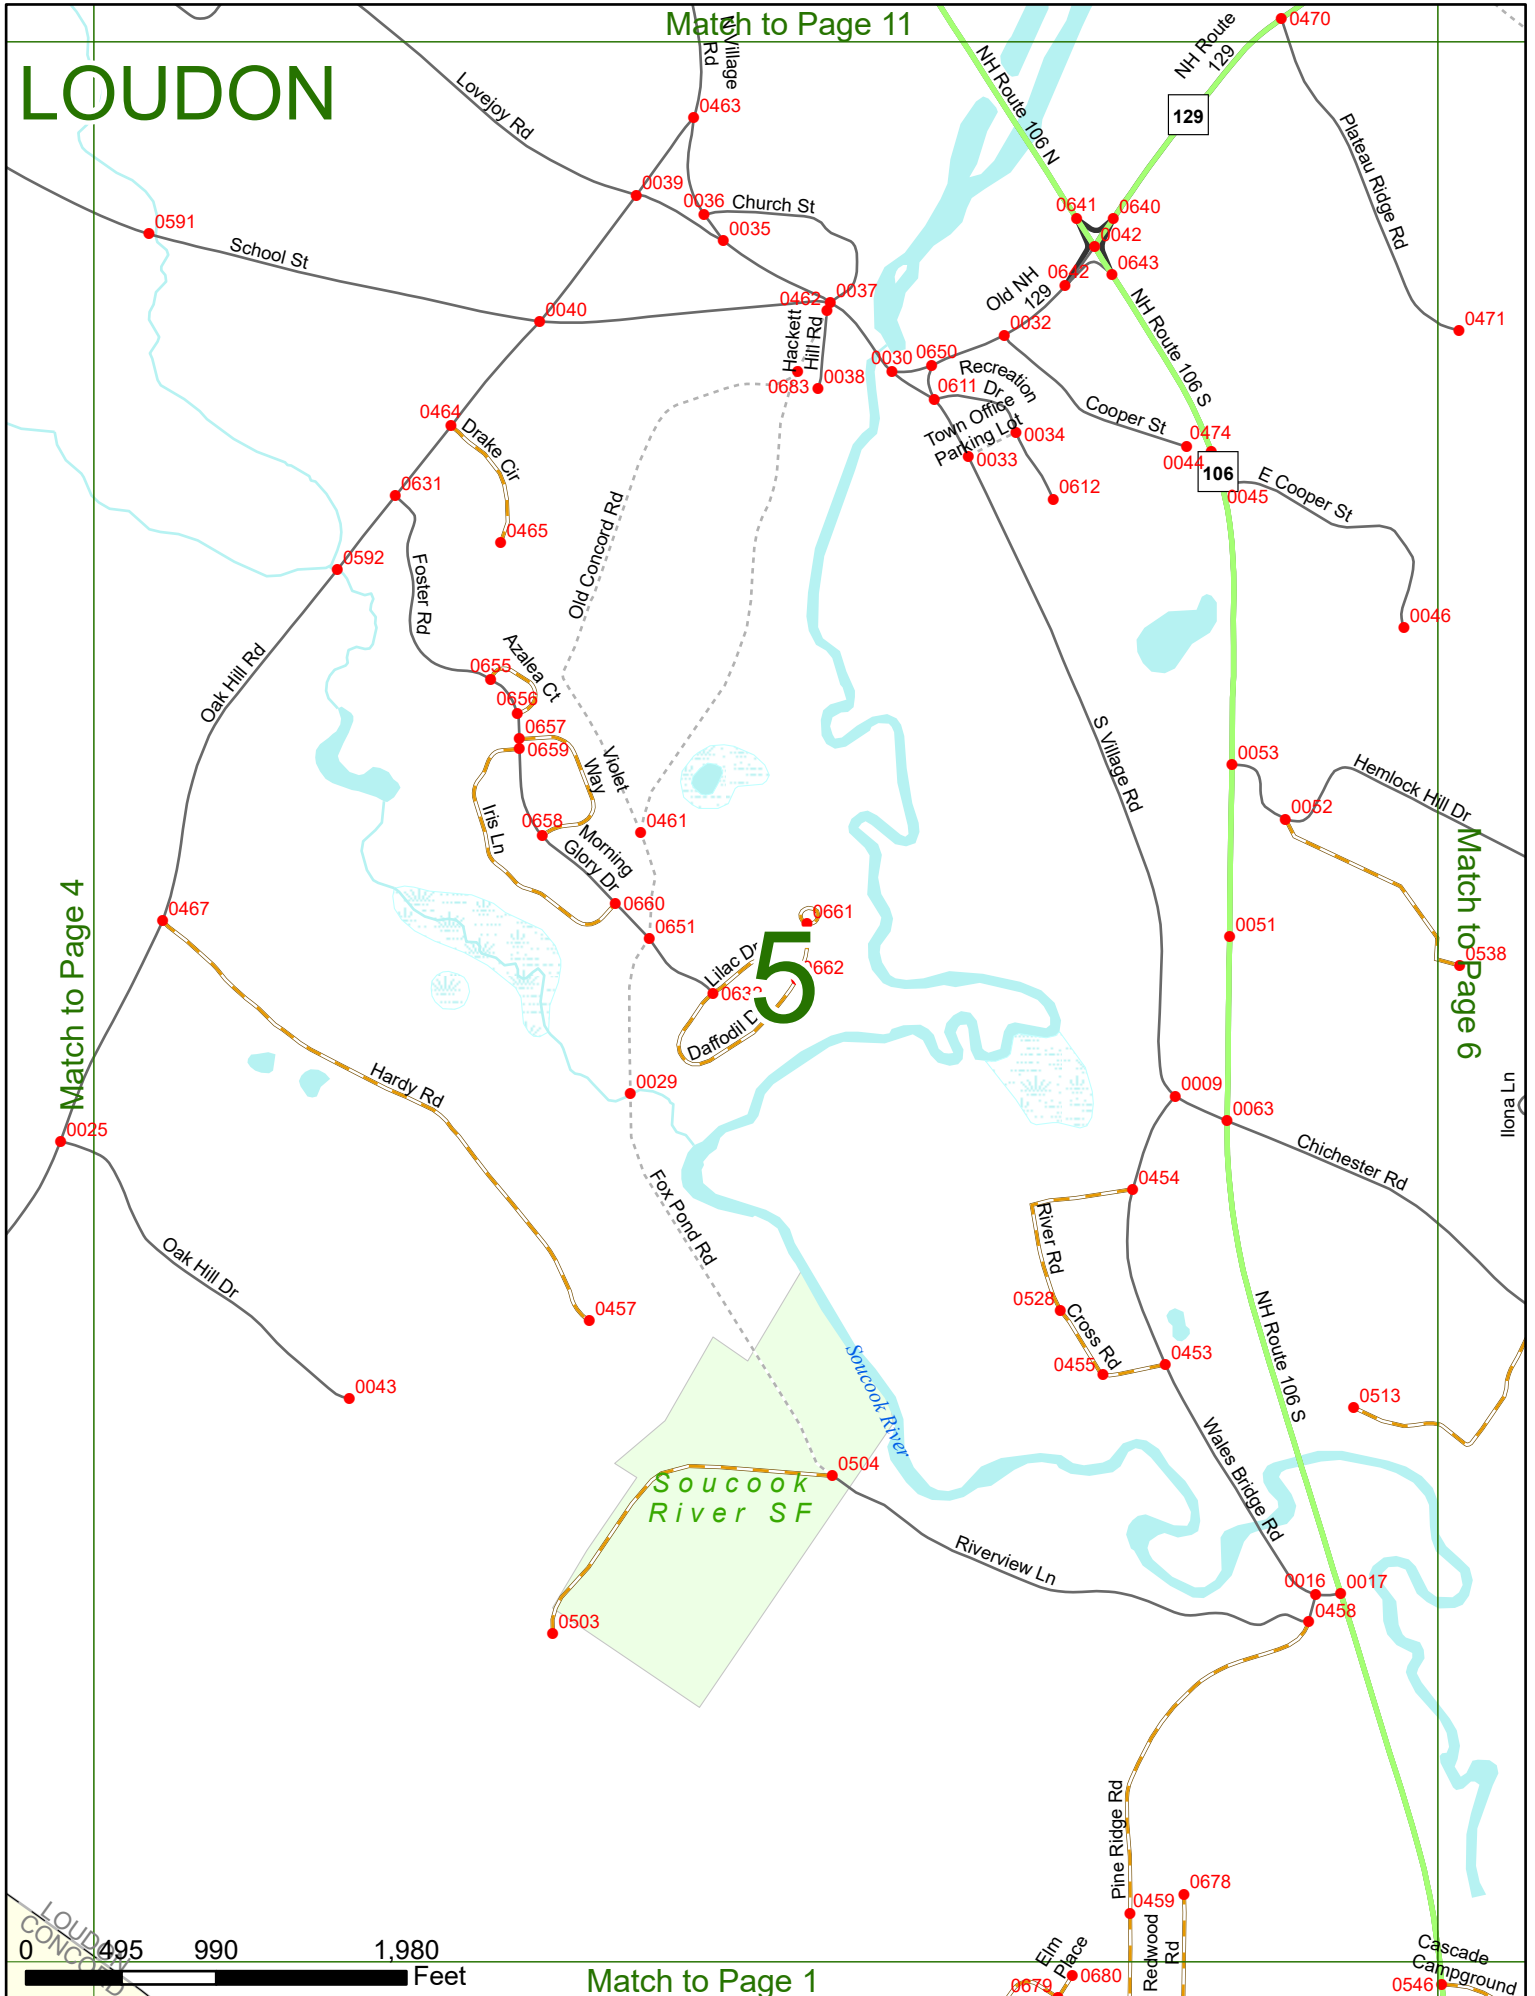 Match to Page 11
LOUDON
N Village
Rd
0463
Lovejoy Rd
NH Route 106 N
NH Route
129
0470
129
Plateau Ridge Rd
0471
0591
School St
0039
0036
Church St
0035
0641
0640
0042
0643
0642
Old NH
129
0032
NH Route 106 S
0040
0462
0037
Hackett
Hill Rd
0683
0038
0030
0650
Recreation
Dr
0611
Town Office
Parking Lot
0034
0033
0612
Cooper St
0474
0044
106
0045
E Cooper St
0046
0464
Drake Cir
0465
0631
0592
Foster Rd
Old Concord Rd
Oak Hill Rd
Azalea Ct
0655
0656
0657
0659
Violet
Way
Iris Ln
0658
Morning
Glory Dr
0461
0660
0651
S Village Rd
0053
0052
Hemlock Hill Dr
0051
0538
Match to Page 6
Match to Page 4
0467
Lilac Dr
0661
0662
5
Daffodil D
Hardy Rd
0029
0009
0063
Chichester Rd
Ilona Ln
0025
0454
River Rd
Fox Pond Rd
Oak Hill Dr
0457
0528
Cross Rd
0455
0453
NH Route 106 S
0043
Soucook River
0513
Wales Bridge Rd
0504
Soucook
River SF
Riverview Ln
0016
0017
0458
0503
Pine Ridge Rd
0459
0678
Redwood
Rd
Elm
Place
0679
0680
Cascade
Campground
0546
LOUDON
CONCORD
0
495
990
1,980
Feet
Match to Page 1